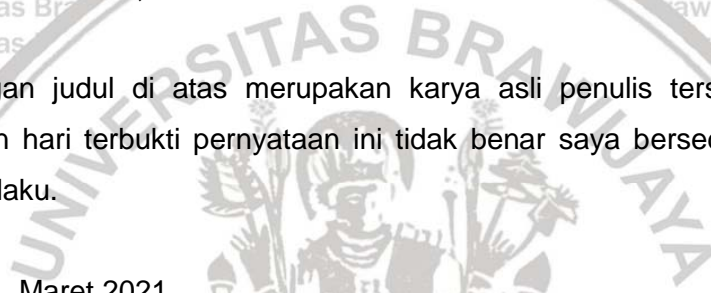 as Bra
as
UNIVERSITAS BRAWIJAYA
gan judul di atas merupakan karya asli penulis ters
n hari terbukti pernyataan ini tidak benar saya bersed
laku.
Maret 2021